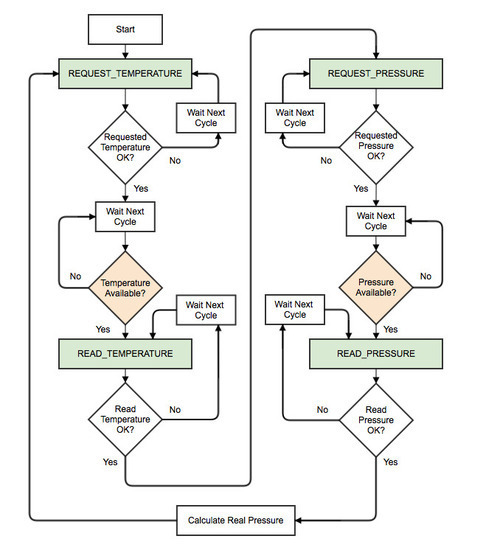 Start
REQUEST_TEMPERATURE
Wait Next
Cycle
Requested
Temperature
OK?
No
Yes
Wait Next
Cycle
Temperature
Available?
No
Yes
Wait Next
Cycle
READ_TEMPERATURE
Read
Temperature
OK?
No
Yes
REQUEST_PRESSURE
Wait Next
Cycle
Requested
Pressure
OK?
No
Yes
Wait Next
Cycle
Pressure
Available?
No
Yes
Wait Next
Cycle
READ_PRESSURE
Read
Pressure
OK?
No
Yes
Calculate Real Pressure